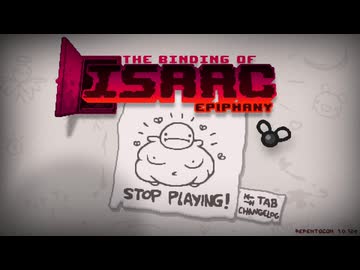 THE BINDING OF
ISAAC
EPIPHANY
STOP PLAYING!
TAB
CHANGELOG